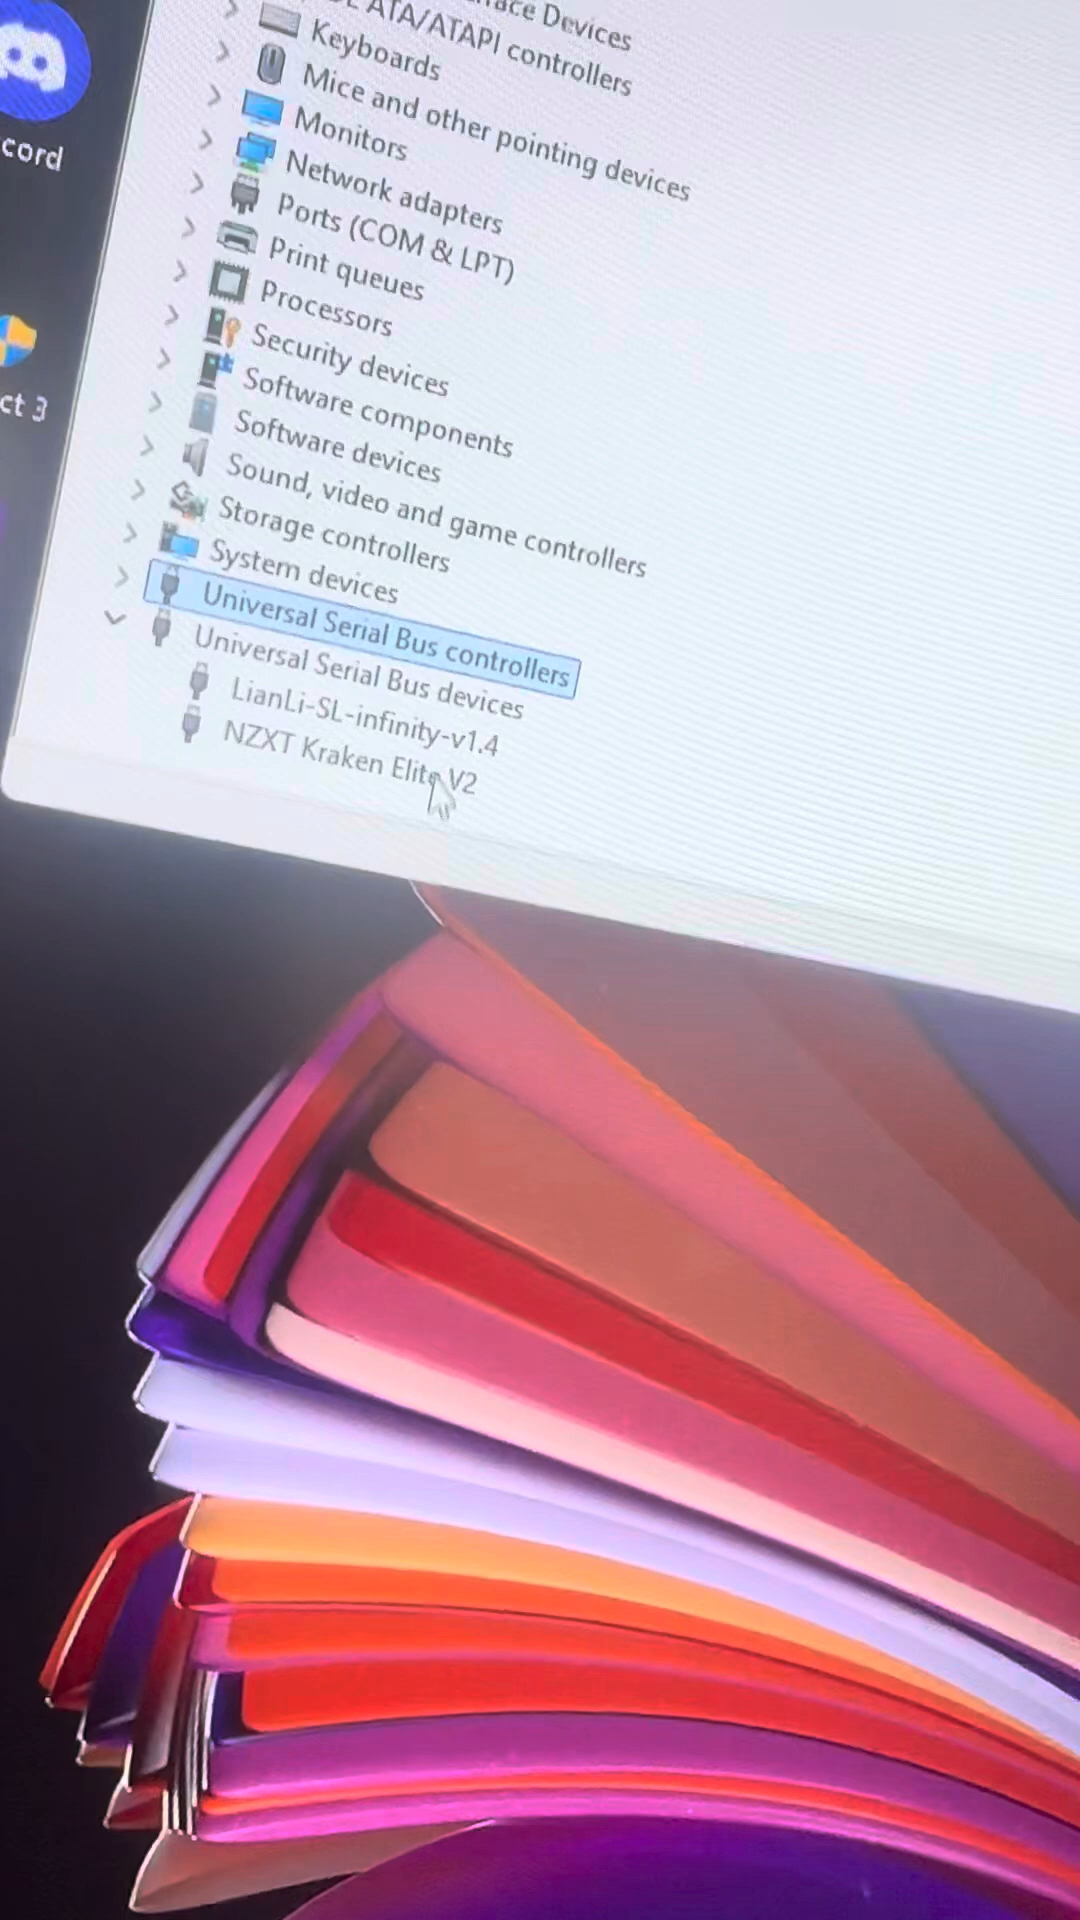 Devices
ATA/ATAPI controllers
Keyboards
Mice and other pointing devices
Monitors
Network adapters
Ports (COM & LPT)
Print queues
Processors
Security devices
Software components
Software devices
Sound, video and game controllers
Storage controllers
System devices
Universal Serial Bus controllers
Universal Serial Bus devices
LianLi-SL-infinity-v1.4
NZXT Kraken Elite V2
cord
ct 3